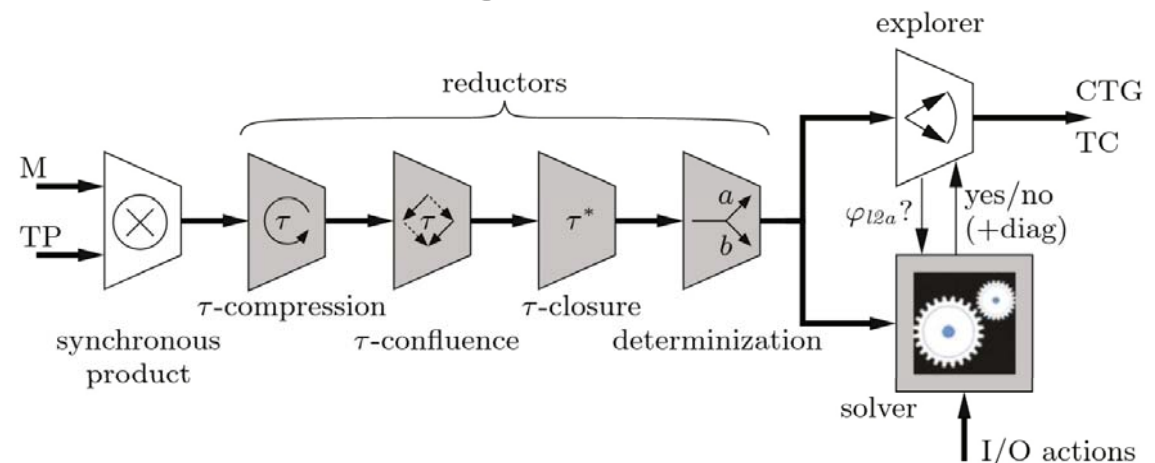 explorer
reductors
CTG
TC
M
TP
τ
τ
τ*
a
b
φl2a?
yes/no
(+diag)
τ-compression
τ-closure
τ-confluence
determinization
synchronous
product
solver
I/O actions